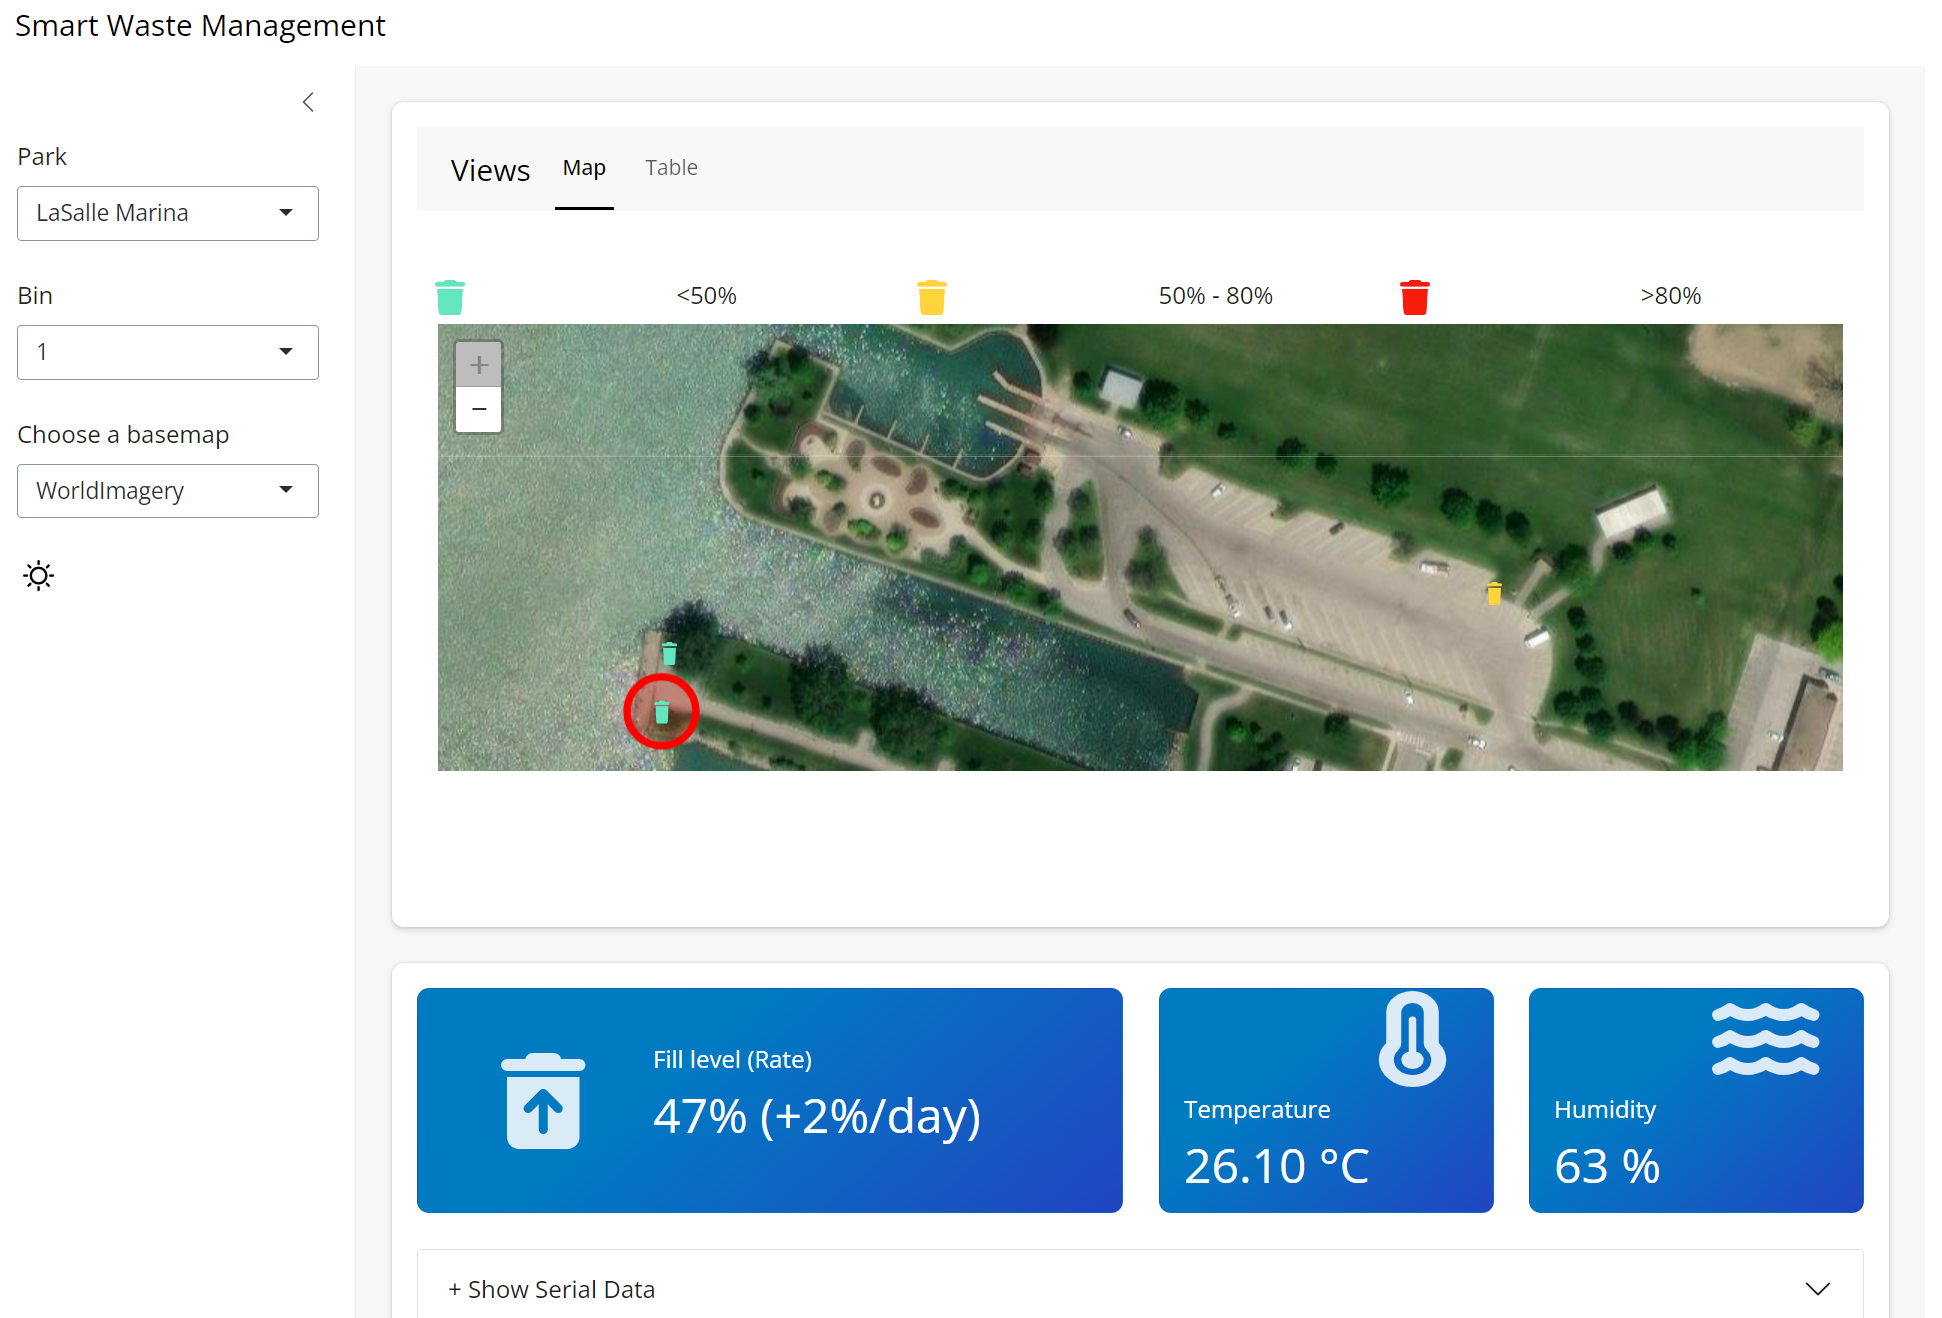 Smart Waste Management
Park
LaSalle Marina
Bin
1
Choose a basemap
WorldImagery
Views Map Table
<50% 50% - 80% >80%
+
−
Fill level (Rate)
47% (+2%/day)
Temperature
26.10 °C
Humidity
63 %
+ Show Serial Data